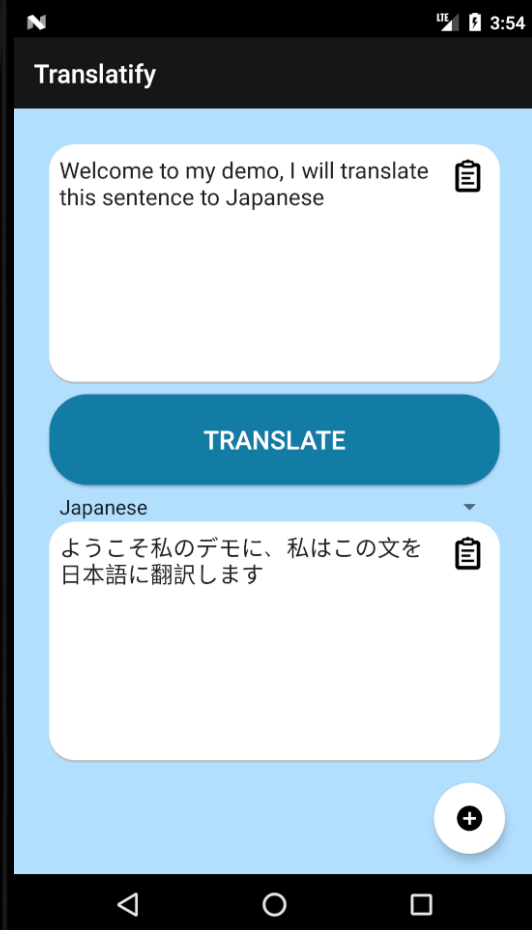 LTE
3:54
Translatify
Welcome to my demo, I will translate
this sentence to Japanese
TRANSLATE
Japanese
ようこそ私のデモに、私はこの文を
日本語に翻訳します